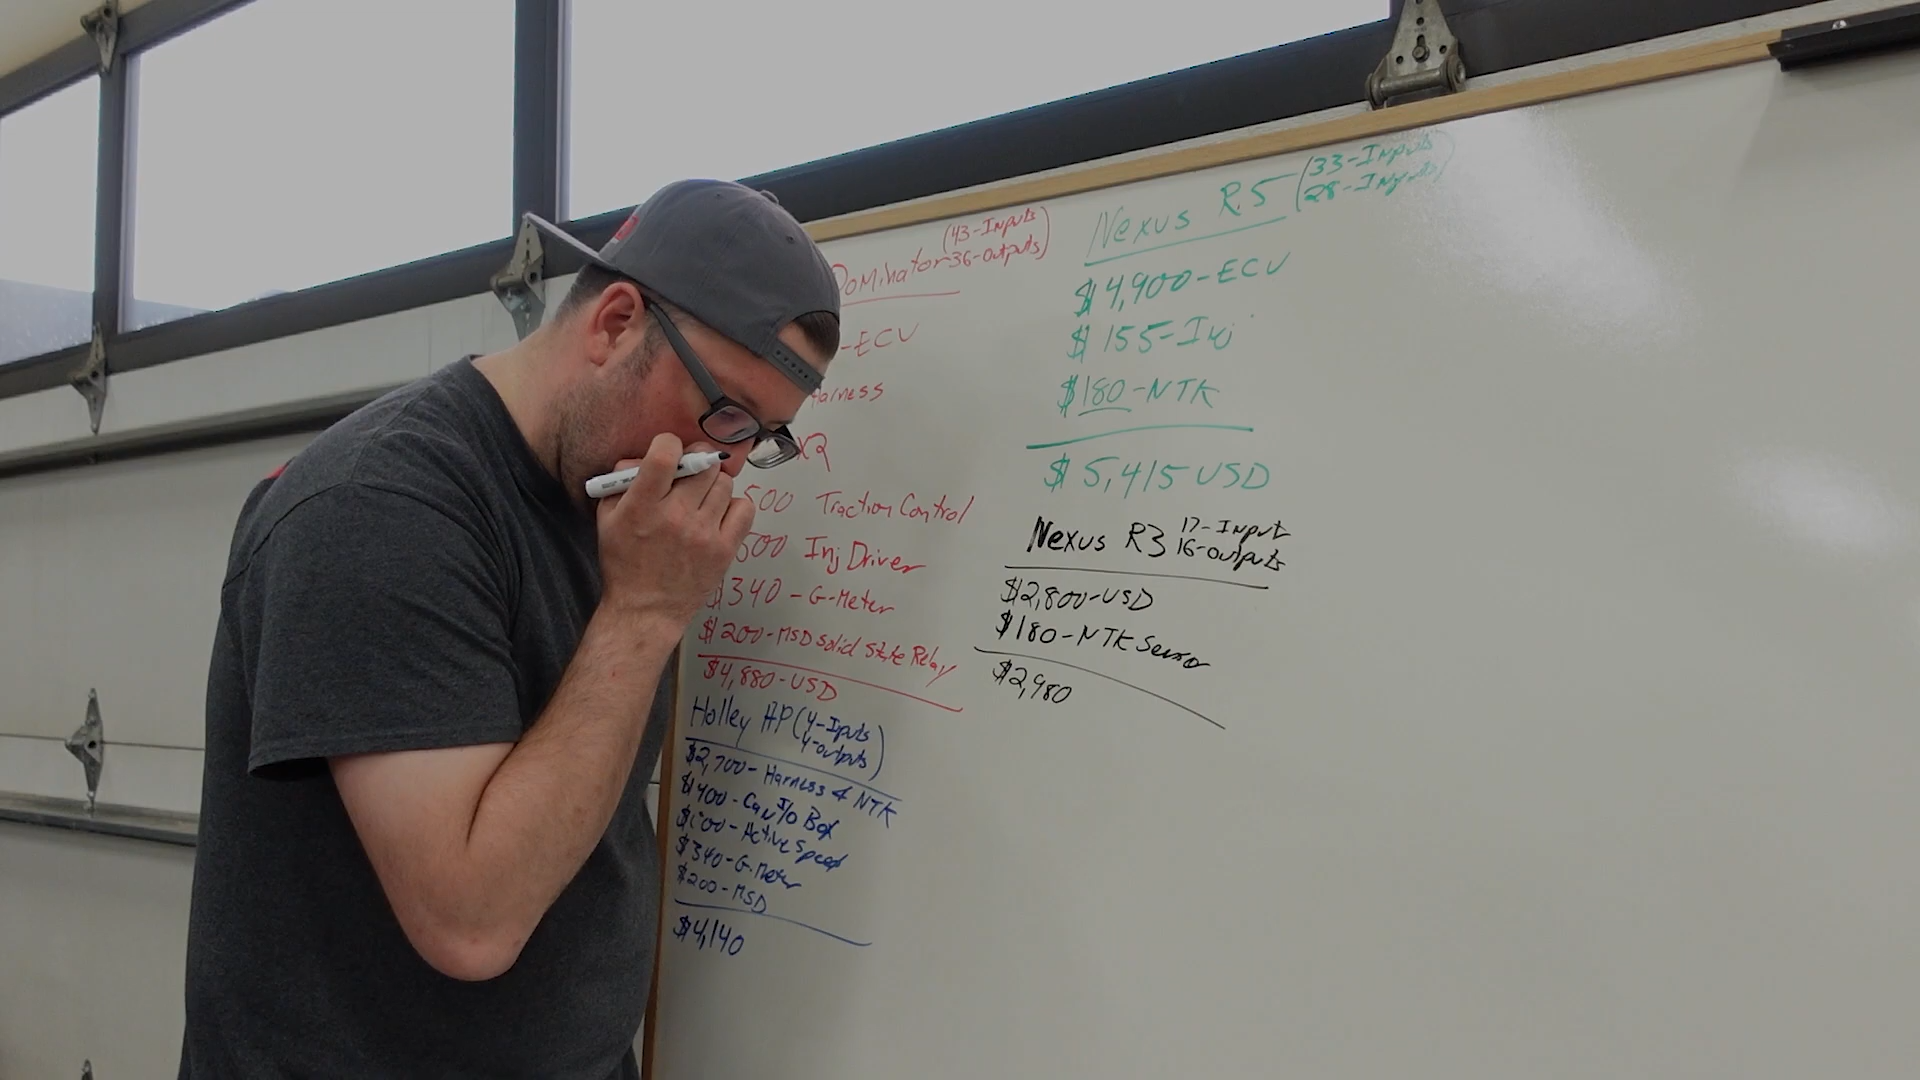 Dominator
(43-Inputs
36-outputs)
-ECU
Harness
X2
500 Traction Control
500 Inj Driver
$340-G-Meter
$200-MSD Solid State Relay
$4,880-USD
Holley HP (4-Iputs
4-outputs)
$2,700-Harness & NTK
$400-Can I/o Box
Active Speed
$340-G.Meter
$200-MSD
$4,140
Nexus R5 (33-Inputs
28-
$4,900-ECU
$155-Inj
$180-NTK
$5,415 USD
Nexus R3 17-Input
16-outputs
$2,800-USD
$180-NTK Sensor
$2,980